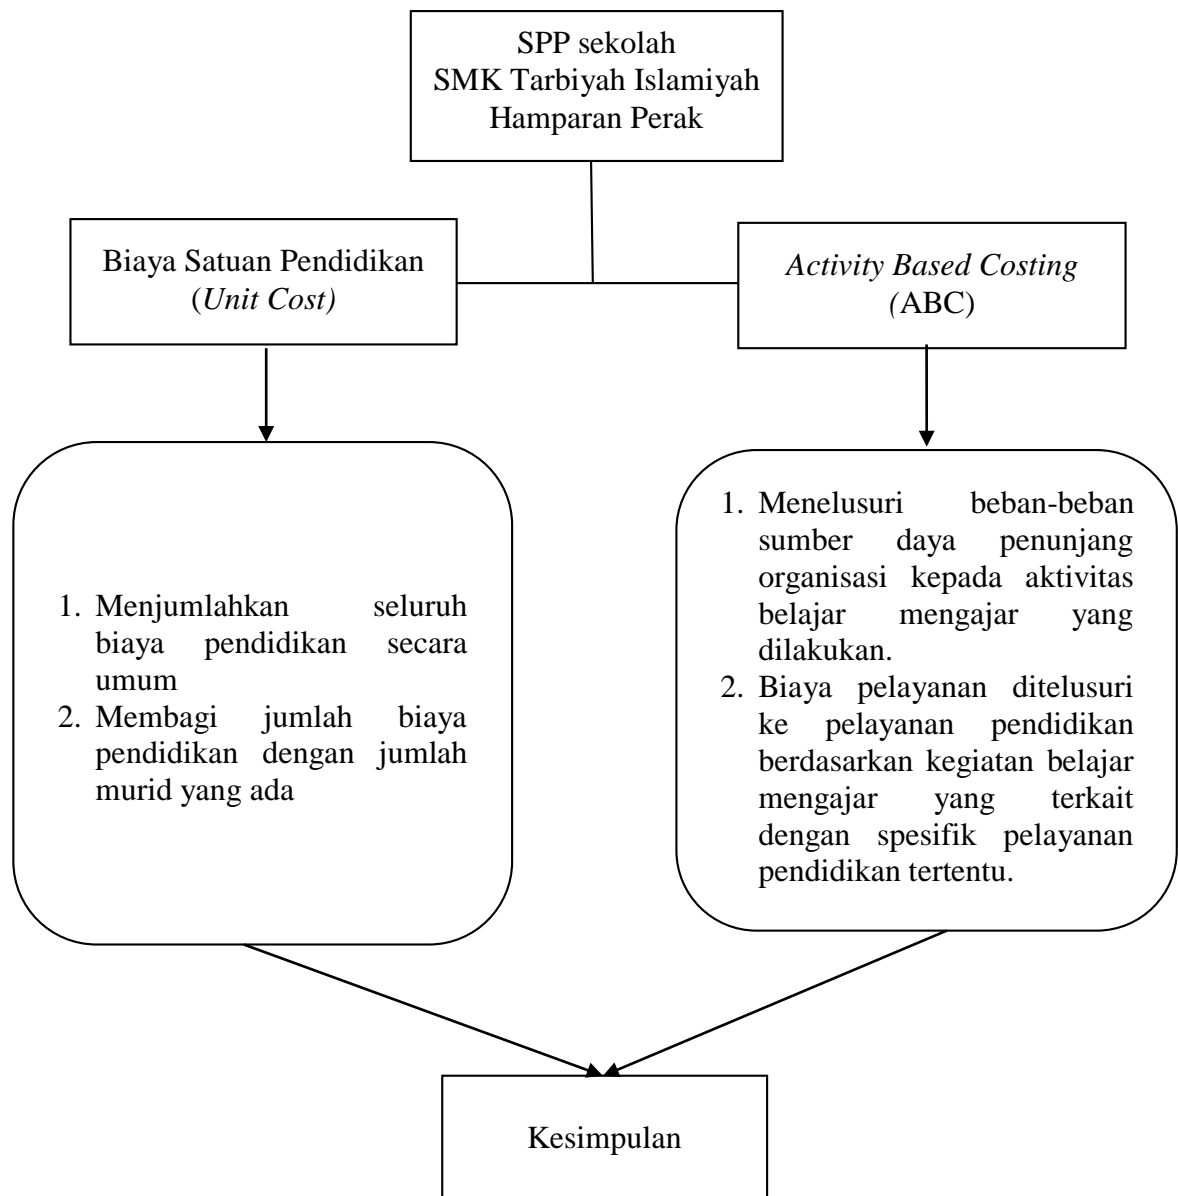 SPP sekolah
SMK Tarbiyah Islamiyah
Hamparan Perak
Biaya Satuan Pendidikan
(Unit Cost)
Activity Based Costing
(ABC)
1. Menjumlahkan seluruh
biaya pendidikan secara
umum
2. Membagi jumlah biaya
pendidikan dengan jumlah
murid yang ada
1. Menelusuri beban-beban
sumber daya penunjang
organisasi kepada aktivitas
belajar mengajar yang
dilakukan.
2. Biaya pelayanan ditelusuri
ke pelayanan pendidikan
berdasarkan kegiatan belajar
mengajar yang terkait
dengan spesifik pelayanan
pendidikan tertentu.
Kesimpulan